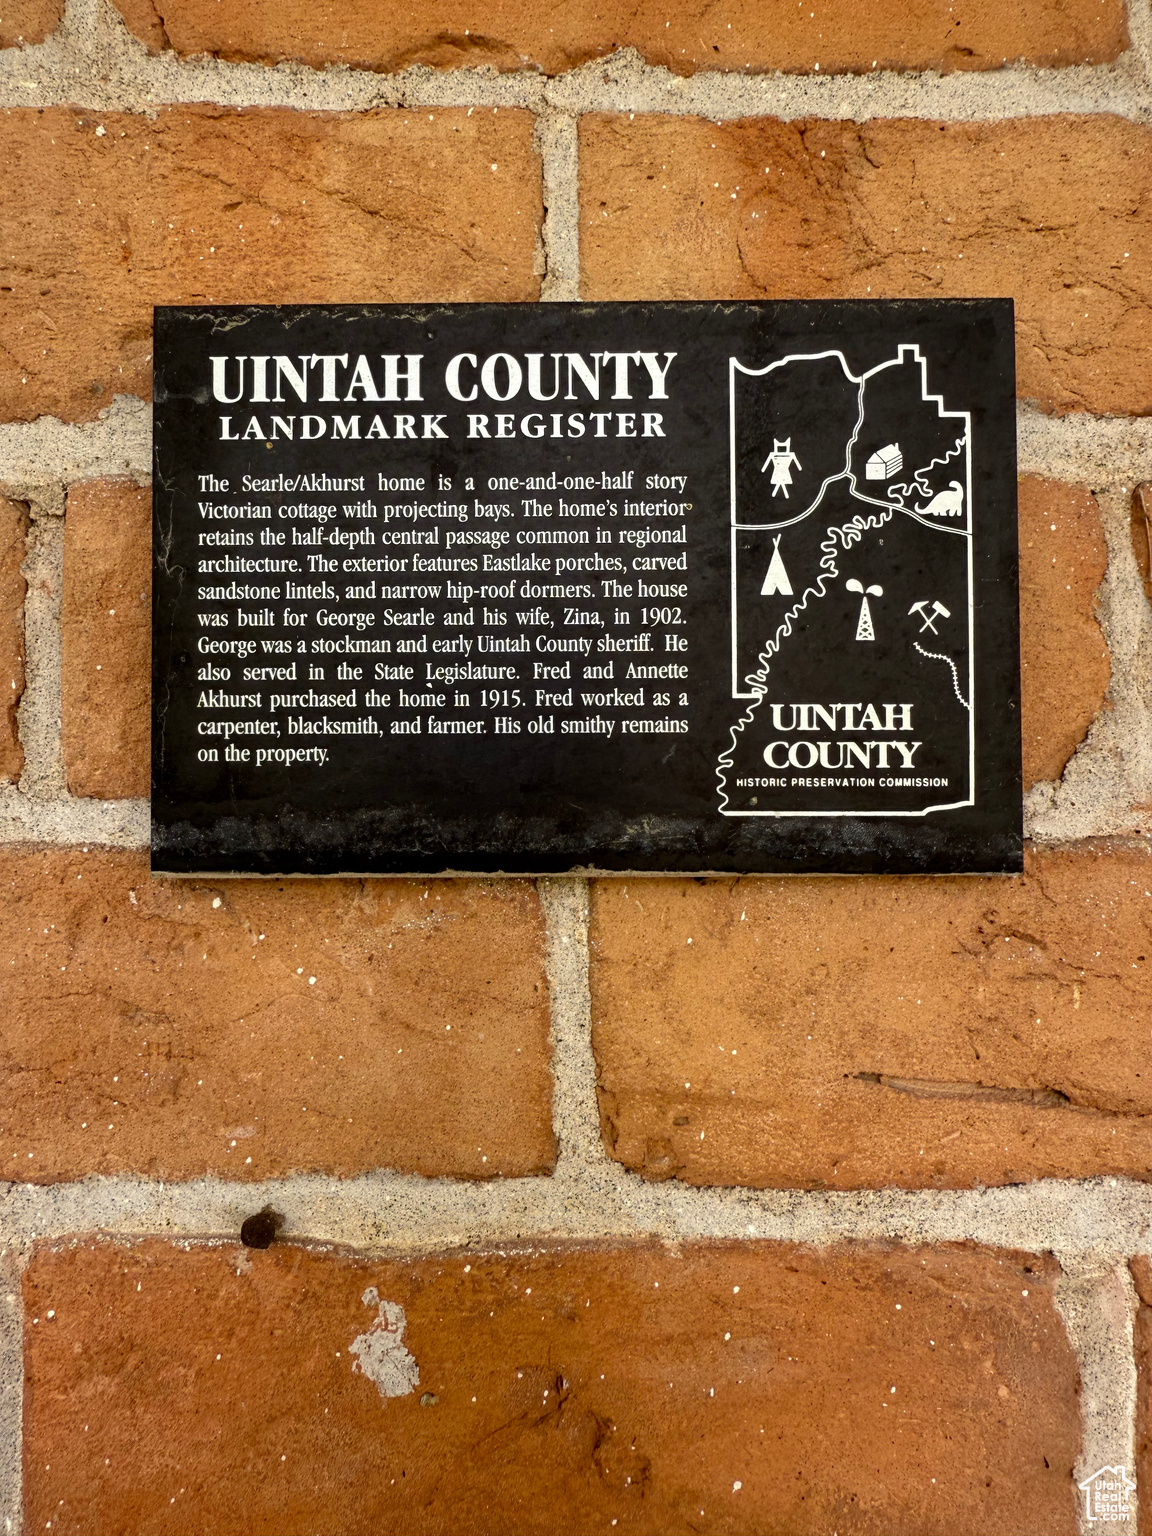 UINTAH COUNTY
LANDMARK REGISTER
The Searle/Akhurst home is a one-and-one-half story
Victorian cottage with projecting bays. The home's interior
retains the half-depth central passage common in regional
architecture. The exterior features Eastlake porches, carved
sandstone lintels, and narrow hip-roof dormers. The house
was built for George Searle and his wife, Zina, in 1902.
George was a stockman and early Uintah County sheriff. He
also served in the State Legislature. Fred and Annette
Akhurst purchased the home in 1915. Fred worked as a
carpenter, blacksmith, and farmer. His old smithy remains
on the property.
UINTAH
COUNTY
HISTORIC PRESERVATION COMMISSION
Utah
Real
Estate
.com